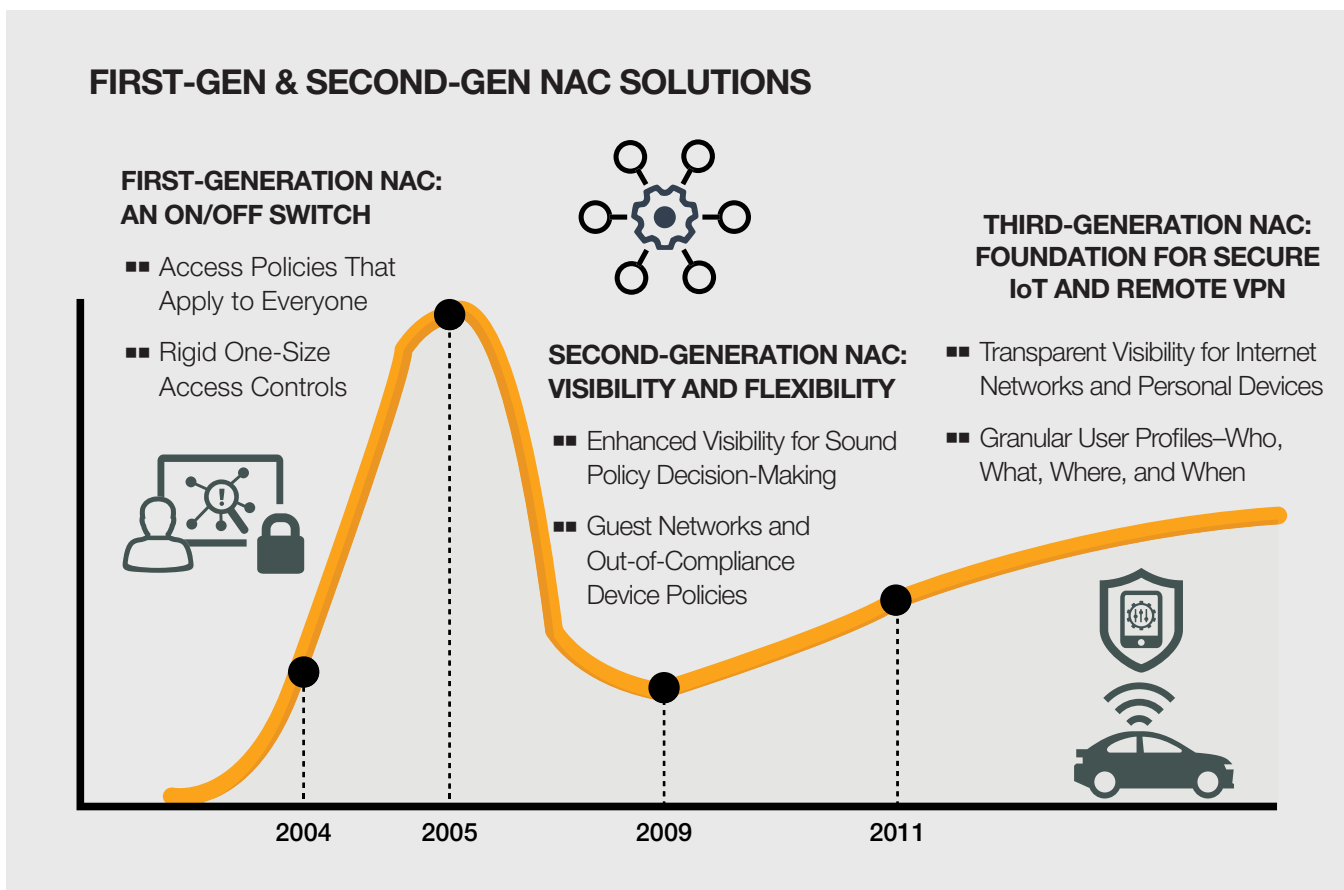 FIRST-GEN & SECOND-GEN NAC SOLUTIONS
FIRST-GENERATION NAC:
AN ON/OFF SWITCH
Access Policies That
Apply to Everyone
Rigid One-Size
Access Controls
SECOND-GENERATION NAC:
VISIBILITY AND FLEXIBILITY
Enhanced Visibility for Sound
Policy Decision-Making
Guest Networks and
Out-of-Compliance
Device Policies
THIRD-GENERATION NAC:
FOUNDATION FOR SECURE
IoT AND REMOTE VPN
Transparent Visibility for Internet
Networks and Personal Devices
Granular User Profiles–Who,
What, Where, and When
!
2004
2005
2009
2011